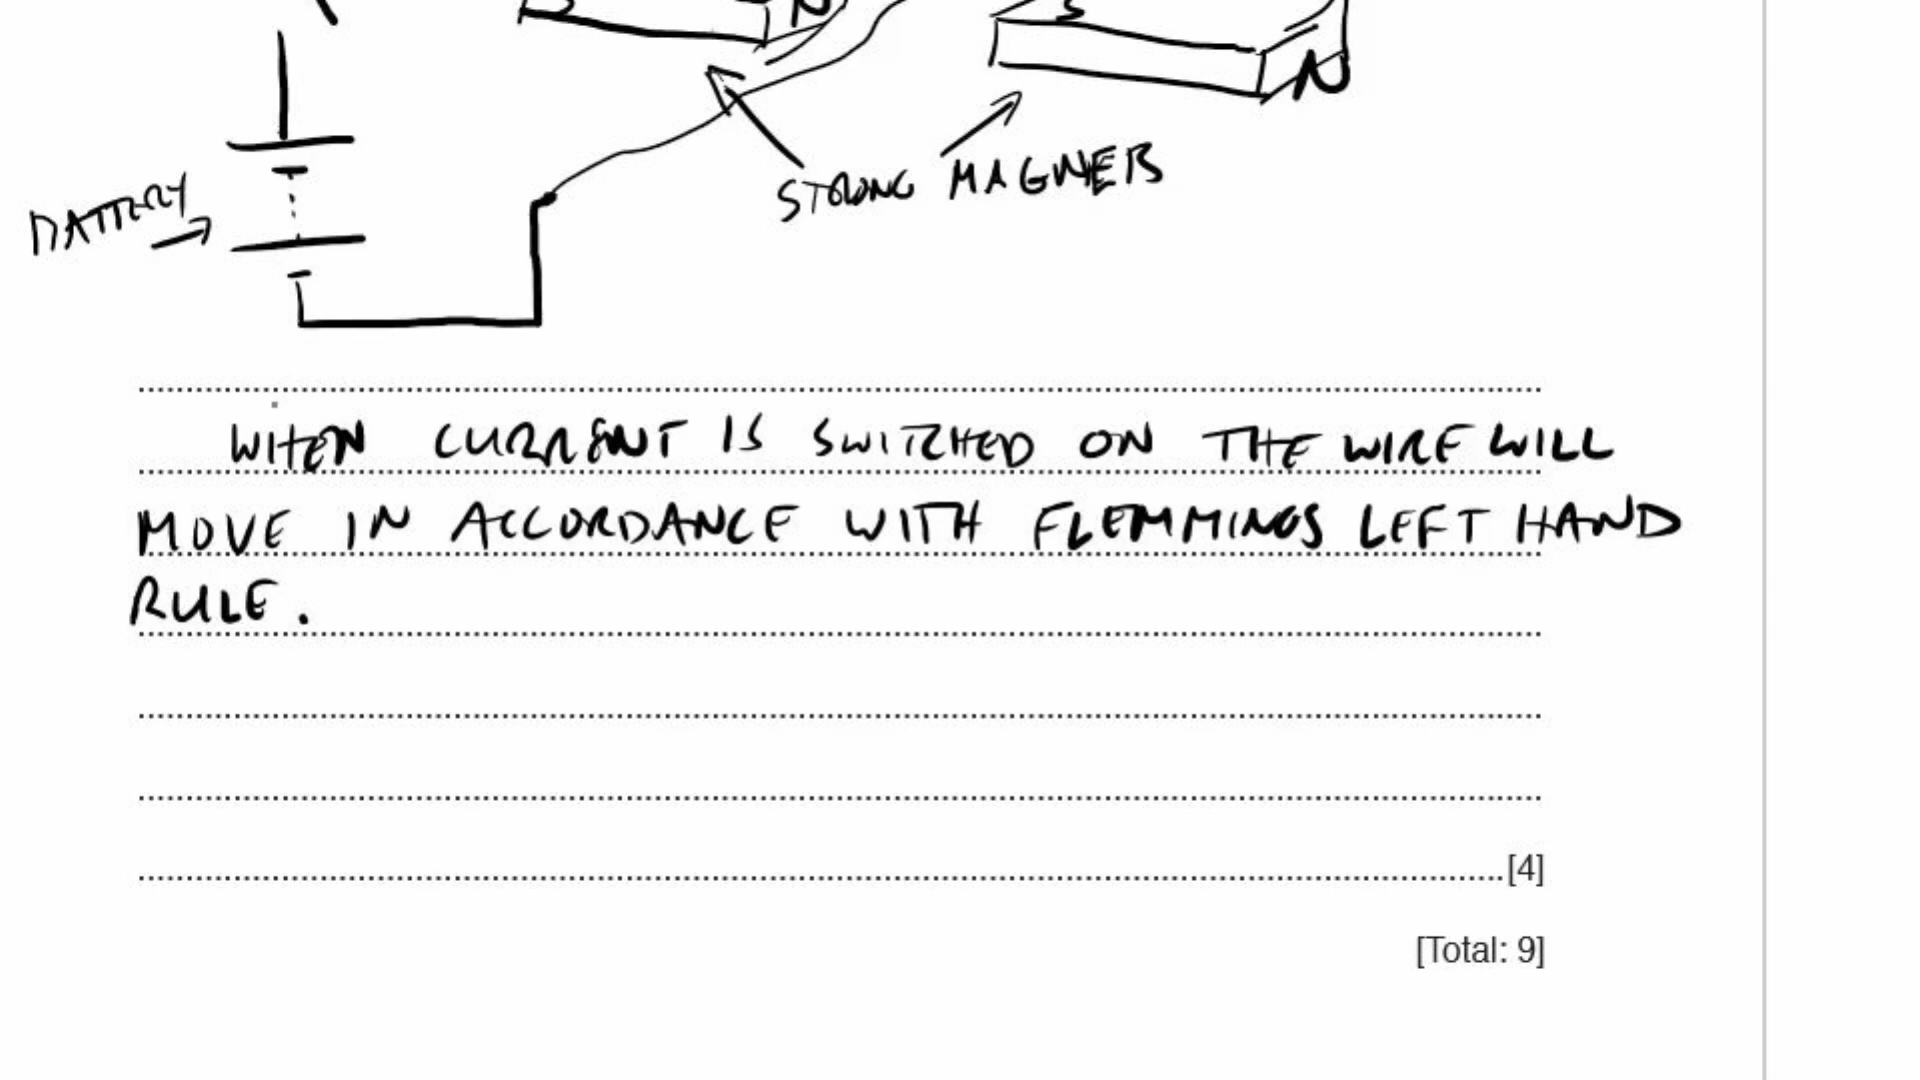 S N S N
BATTERY
STRONG MAGNETS
WHEN CURRENT IS SWITCHED ON THE WIRE WILL
MOVE IN ACCORDANCE WITH FLEMMINGS LEFT HAND
RULE.
[4]
[Total: 9]